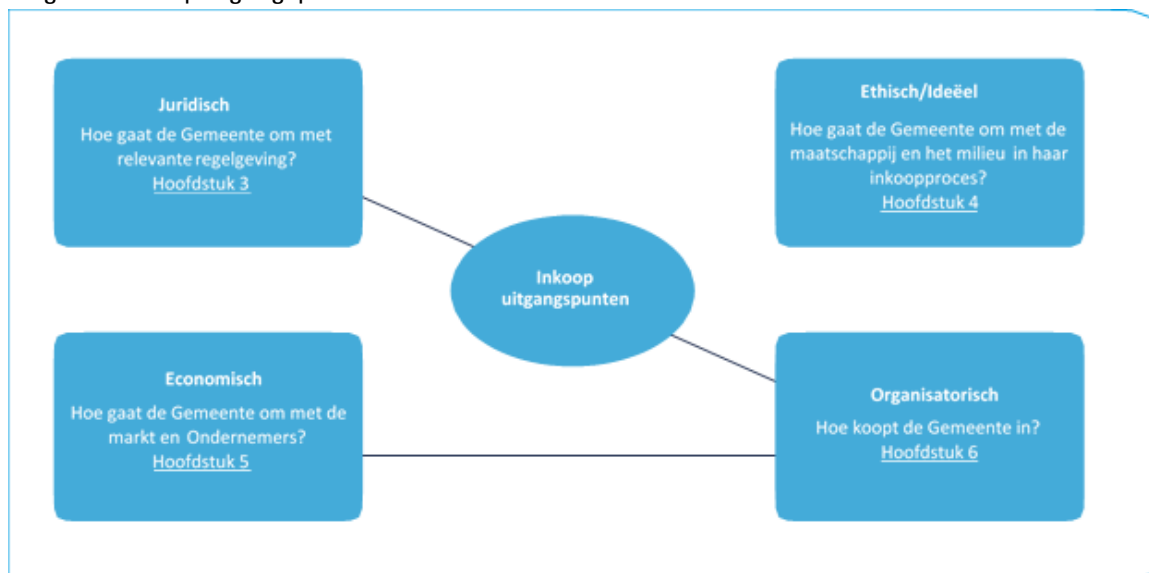 Juridisch
Hoe gaat de Gemeente om met
relevante regelgeving?
Hoofdstuk 3
Ethisch/Ideëel
Hoe gaat de Gemeente om met de
maatschappij en het milieu in haar
inkoopproces?
Hoofdstuk 4
Inkoop
uitgangspunten
Economisch
Hoe gaat de Gemeente om met de
markt en Ondernemers?
Hoofdstuk 5
Organisatorisch
Hoe koopt de Gemeente in?
Hoofdstuk 6